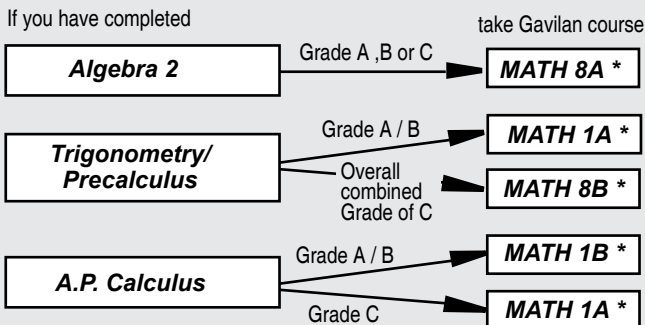 If you have completed
take Gavilan course
Algebra 2
Grade A ,B or C
MATH 8A *
Trigonometry/
Precalculus
Grade A / B
MATH 1A *
Overall
combined
Grade of C
MATH 8B *
A.P. Calculus
Grade A / B
MATH 1B *
Grade C
MATH 1A *